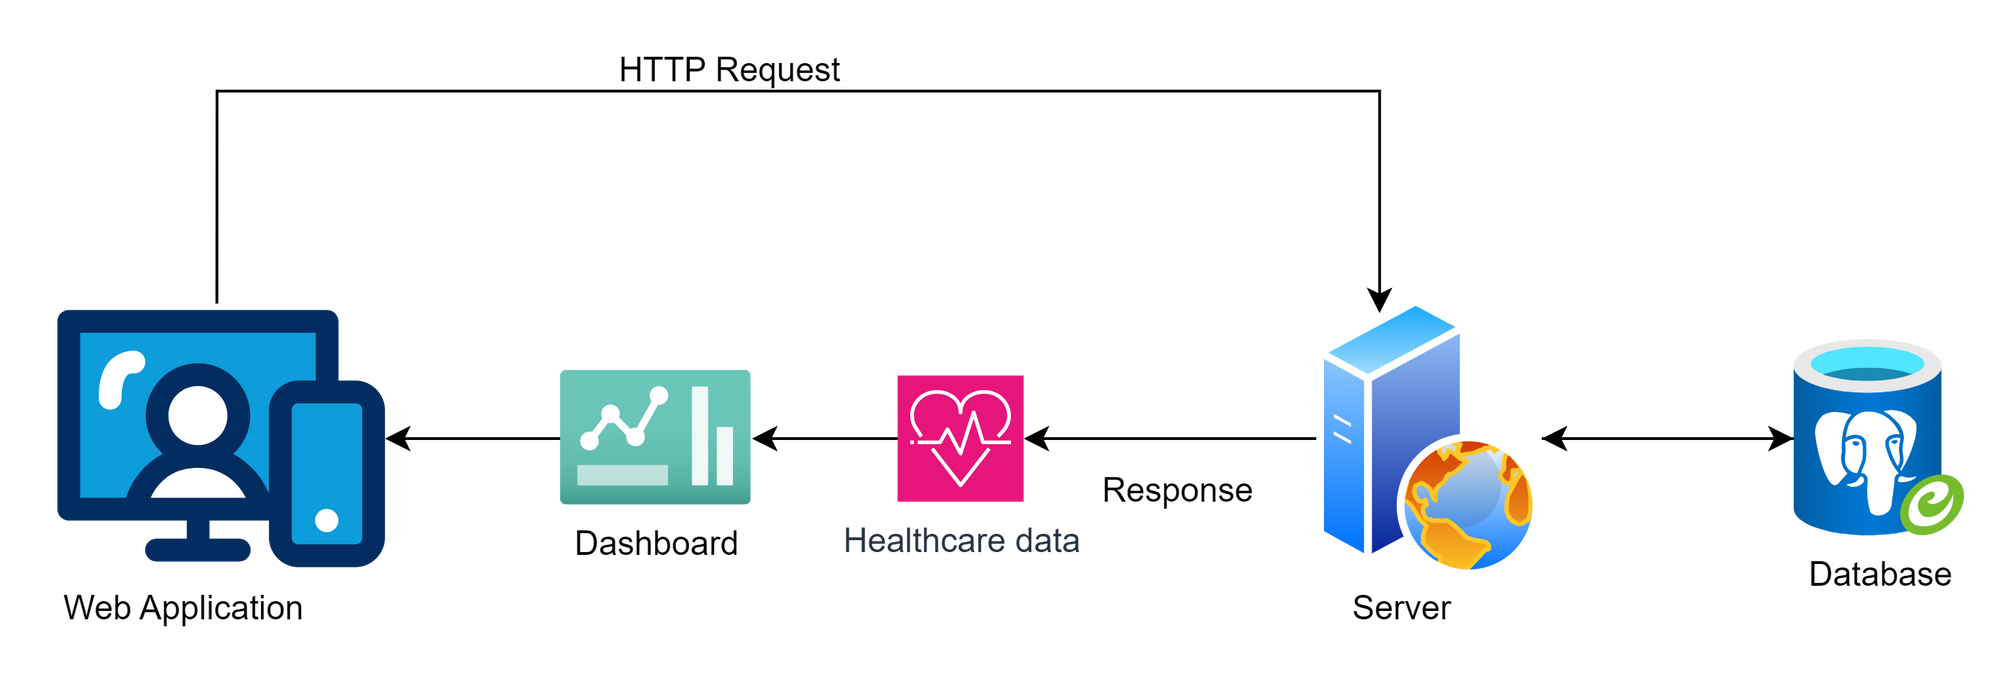 HTTP Request
Response
Dashboard
Healthcare data
Database
Web Application
Server